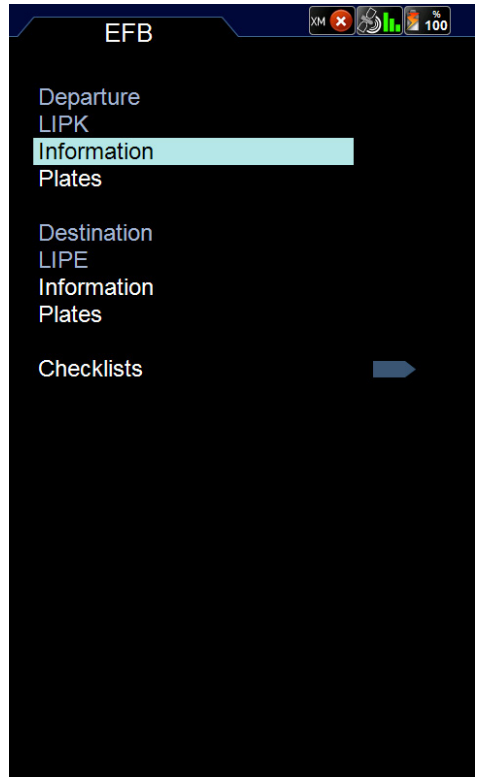 EFB
XM
%
100
Departure
LIPK
Information
Plates
Destination
LIPE
Information
Plates
Checklists